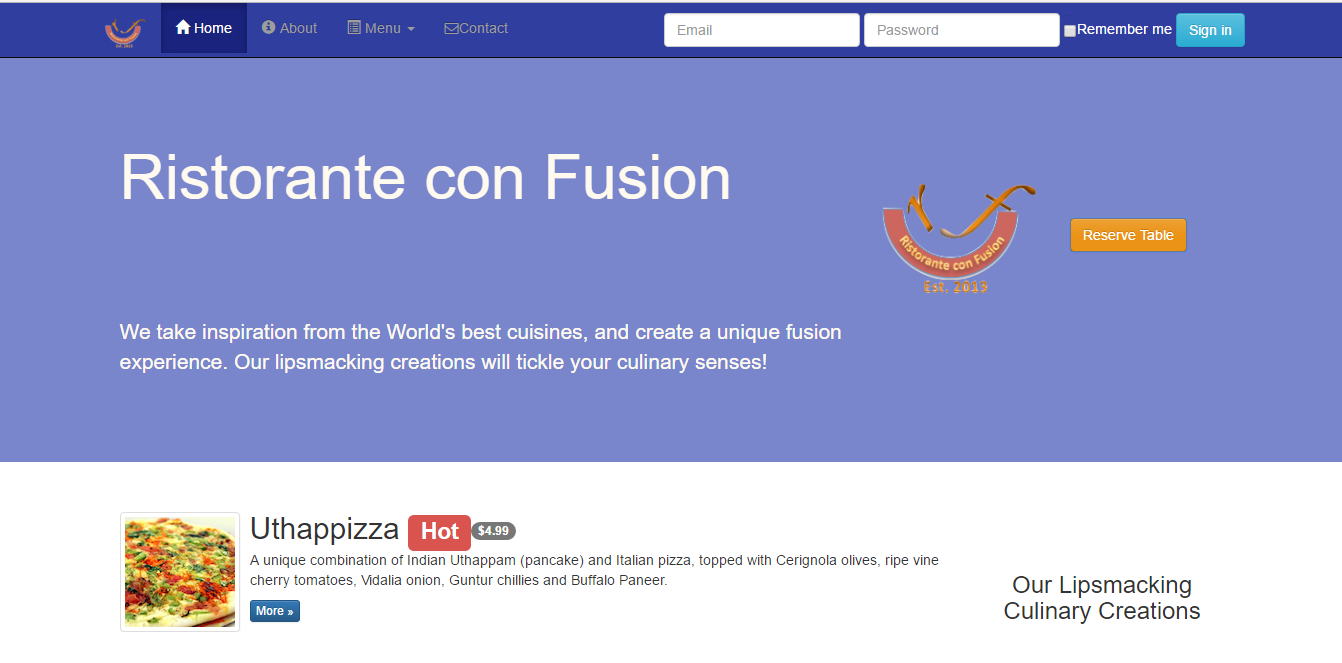 Home About Menu Contact Email Password Remember me Sign in
Ristorante con Fusion
Ristorante con Fusion
Est. 2013
Reserve Table
We take inspiration from the World's best cuisines, and create a unique fusion
experience. Our lipsmacking creations will tickle your culinary senses!
Uthappizza Hot $4.99
A unique combination of Indian Uthappam (pancake) and Italian pizza, topped with Cerignola olives, ripe vine
cherry tomatoes, Vidalia onion, Guntur chillies and Buffalo Paneer.
More »
Our Lipsmacking
Culinary Creations